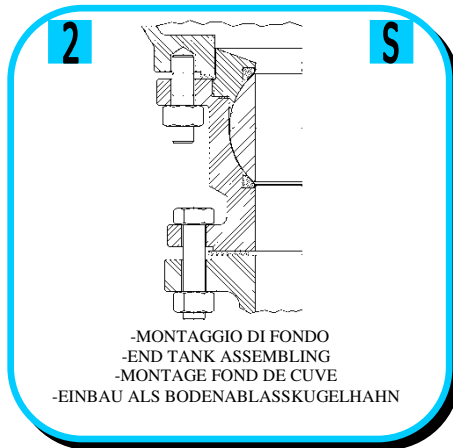 2 S
-MONTAGGIO DI FONDO
-END TANK ASSEMBLING
-MONTAGE FOND DE CUVE
-EINBAU ALS BODENABLASSKUGELHAHN